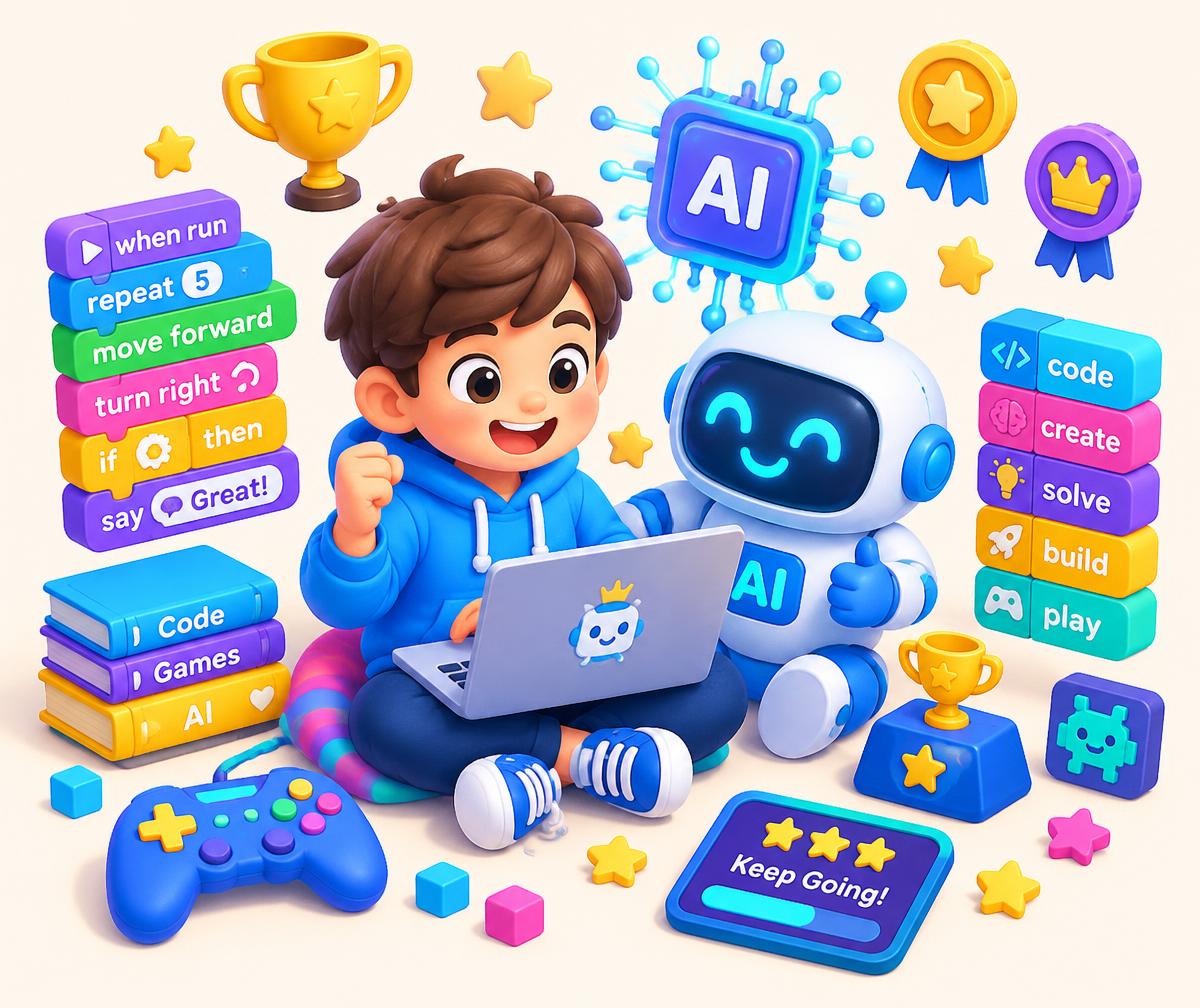 AI
when run
repeat 5
move forward
turn right
if then
say Great!
</>
code
create
solve
build
play
AI
Code
Games
AI
Keep Going!